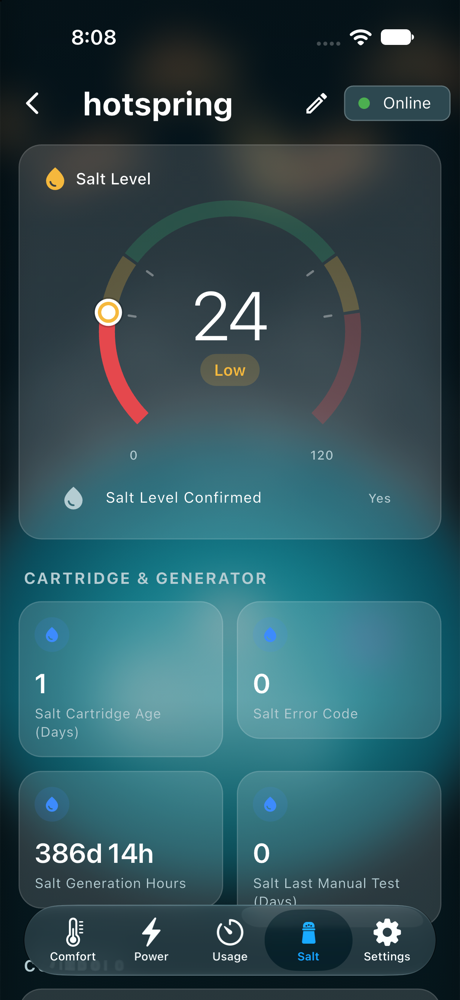 8:08
hotspring
Online
Salt Level
24
Low
0
120
Salt Level Confirmed
Yes
CARTRIDGE & GENERATOR
1
Salt Cartridge Age
(Days)
0
Salt Error Code
386d 14h
Salt Generation Hours
0
Salt Last Manual Test
(Days)
Comfort
Power
Usage
Salt
Settings